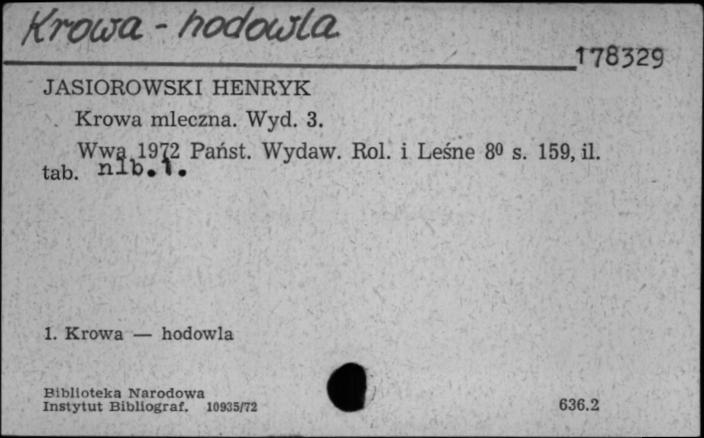 Krowa - hodowla
178329
JASIOROWSKI HENRYK
Krowa mleczna. Wyd. 3.
Wwa 1972 Państ. Wydaw. Rol. i Leśne 8⁰ s. 159, il.
tab. nlb. 1.
1. Krowa — hodowla
Biblioteka Narodowa
Instytut Bibliograf. 10935/72
636.2